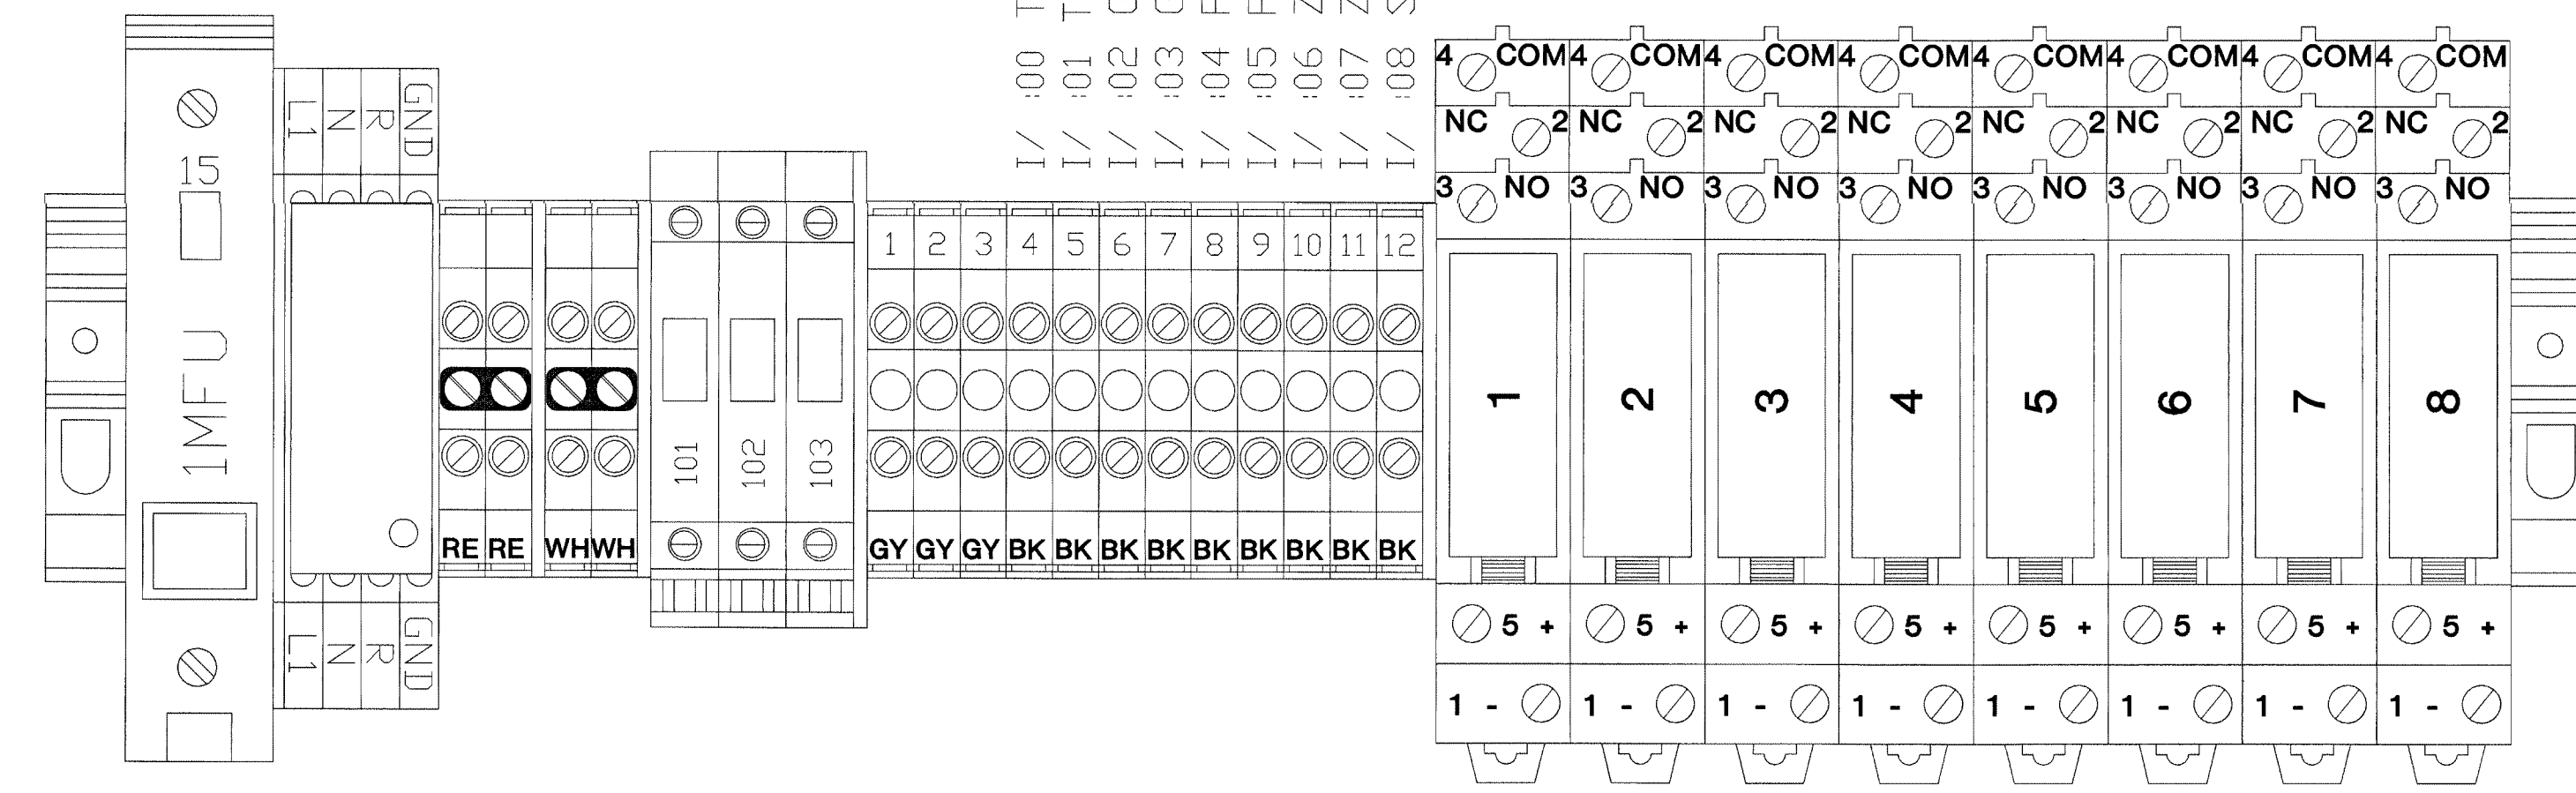 15
1MFU
L1 N R GND
L1 N R GND
RE RE WH WH
101 102 103
I/ :00
I/ :01
I/ :02
I/ :03
I/ :04
I/ :05
I/ :06
I/ :07
I/ :08
1 2 3 4 5 6 7 8 9 10 11 12
GY GY GY BK BK BK BK BK BK BK BK BK
4 COM 4 COM 4 COM 4 COM 4 COM 4 COM 4 COM 4 COM
NC 2 NC 2 NC 2 NC 2 NC 2 NC 2 NC 2 NC 2
3 NO 3 NO 3 NO 3 NO 3 NO 3 NO 3 NO 3 NO
1 2 3 4 5 6 7 8
5 + 5 + 5 + 5 + 5 + 5 + 5 + 5 +
1 - 1 - 1 - 1 - 1 - 1 - 1 - 1 -